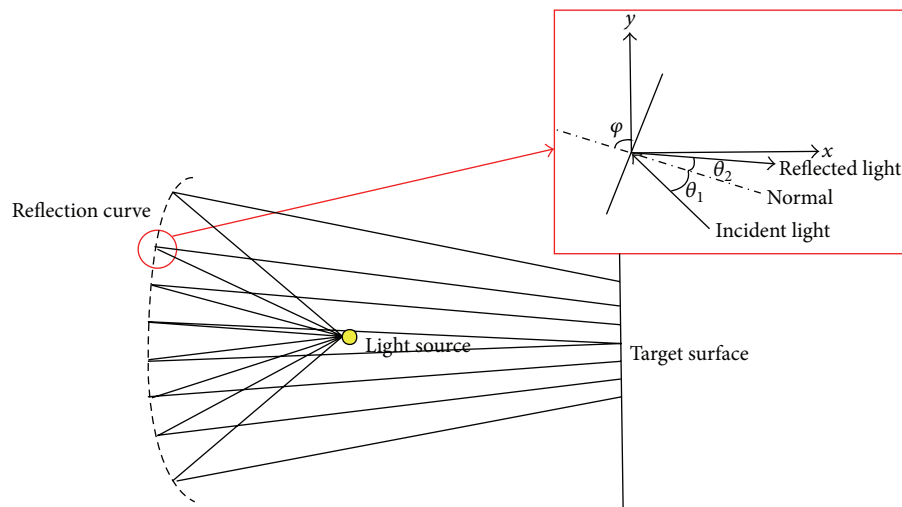 y
φ
x
θ₂
Reflected light
θ₁
Normal
Incident light
Reflection curve
Light source
Target surface